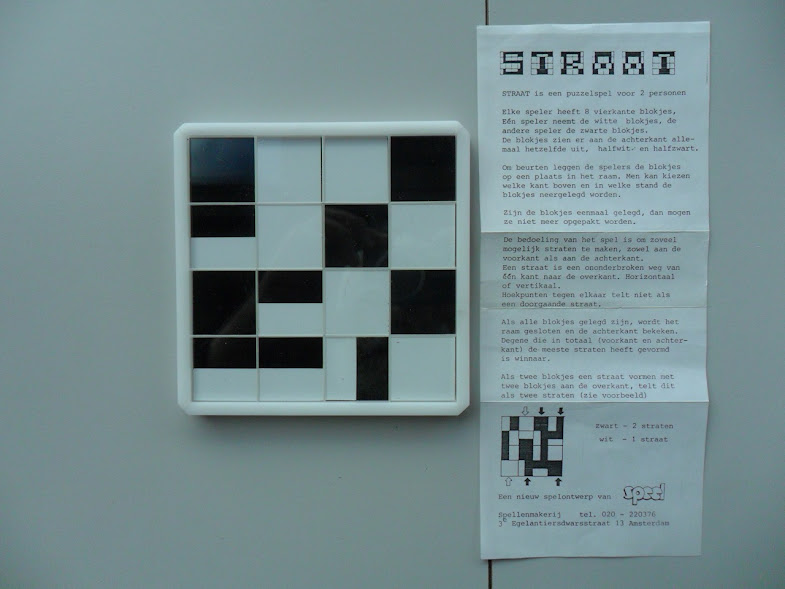 STRAAT
STRAAT is een puzzelspel voor 2 personen
Elke speler heeft 8 vierkante blokjes,
Eén speler neemt de witte blokjes, de
andere speler de zwarte blokjes.
De blokjes zien er aan de achterkant alle-
maal hetzelfde uit, halfwit en halfzwart.
Om beurten leggen de spelers de blokjes
op een plaats in het raam. Men kan kiezen
welke kant boven en in welke stand de
blokjes neergelegd worden.
Zijn de blokjes eenmaal gelegd, dan mogen
ze niet meer opgepakt worden.
De bedoeling van het spel is om zoveel
mogelijk straten te maken, zowel aan de
voorkant als aan de achterkant.
Een straat is een ononderbroken weg van
één kant naar de overkant. Horizontaal
of vertikaal.
Hoekpunten tegen elkaar telt niet als
een doorgaande straat.
Als alle blokjes gelegd zijn, wordt het
raam gesloten en de achterkant bekeken.
Degene die in totaal (voorkant en achter-
kant) de meeste straten heeft gevormd
is winnaar.
Als twee blokjes een straat vormen met
twee blokjes aan de overkant, telt dit
als twee straten (zie voorbeeld)
zwart - 2 straten
wit - 1 straat
Een nieuw spelontwerp van speel
Spellenmakerij tel. 020 - 220376
3e Egelantiersdwarsstraat 13 Amsterdam